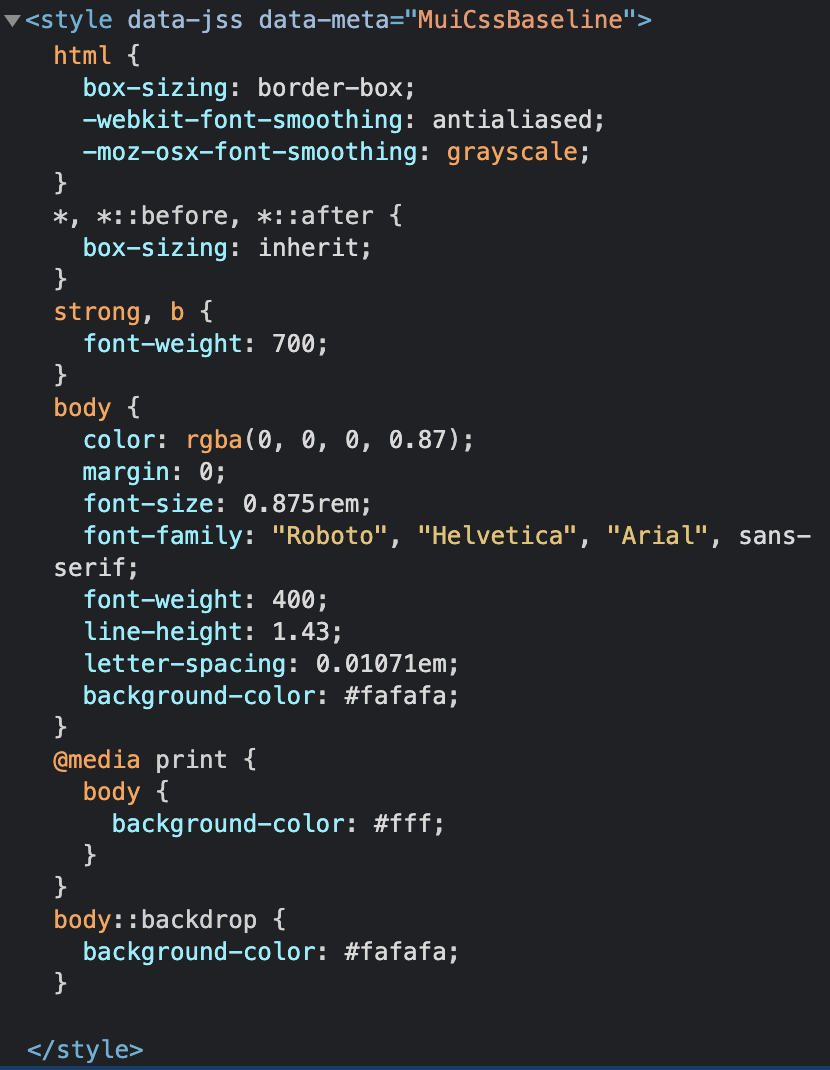 <style data-jss data-meta="MuiCssBaseline">
html {
  box-sizing: border-box;
  -webkit-font-smoothing: antialiased;
  -moz-osx-font-smoothing: grayscale;
}
*, *::before, *::after {
  box-sizing: inherit;
}
strong, b {
  font-weight: 700;
}
body {
  color: rgba(0, 0, 0, 0.87);
  margin: 0;
  font-size: 0.875rem;
  font-family: "Roboto", "Helvetica", "Arial", sans-
serif;
  font-weight: 400;
  line-height: 1.43;
  letter-spacing: 0.01071em;
  background-color: #fafafa;
}
@media print {
  body {
    background-color: #fff;
  }
}
body::backdrop {
  background-color: #fafafa;
}
</style>